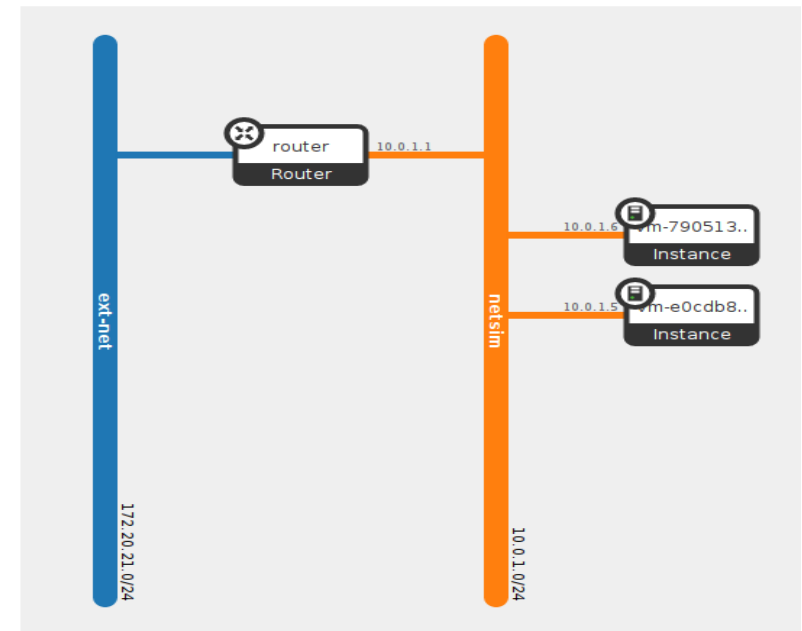 router
Router
10.0.1.1
10.0.1.6
vm-790513..
Instance
10.0.1.5
vm-e0cdb8..
Instance
ext-net
netsim
172.20.21.0/24
10.0.1.0/24